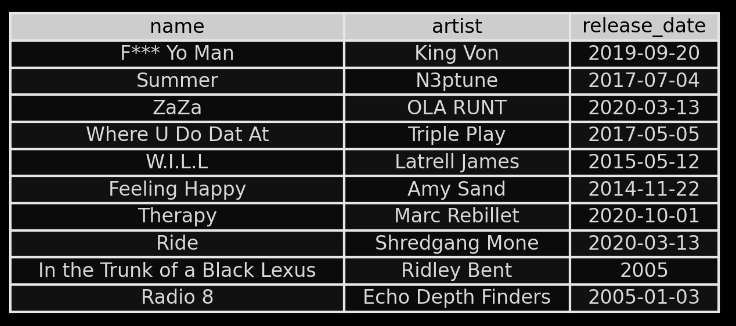 name artist release_date
F*** Yo Man King Von 2019-09-20
Summer N3ptune 2017-07-04
ZaZa OLA RUNT 2020-03-13
Where U Do Dat At Triple Play 2017-05-05
W.I.L.L Latrell James 2015-05-12
Feeling Happy Amy Sand 2014-11-22
Therapy Marc Rebillet 2020-10-01
Ride Shredgang Mone 2020-03-13
In the Trunk of a Black Lexus Ridley Bent 2005
Radio 8 Echo Depth Finders 2005-01-03